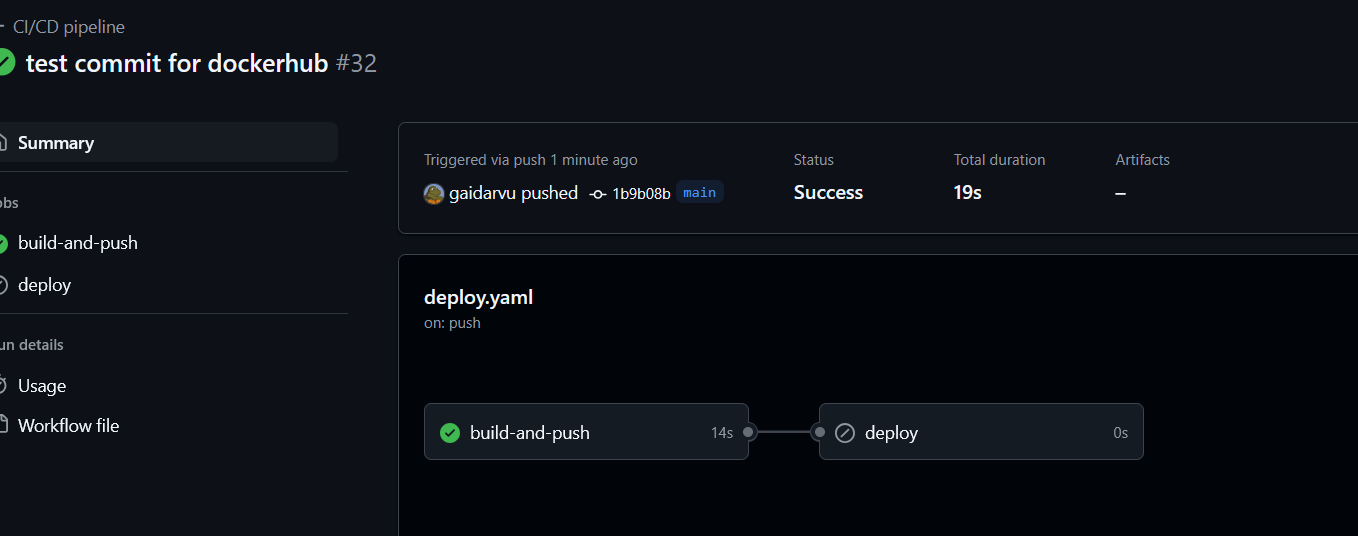 CI/CD pipeline
test commit for dockerhub #32
Summary
obs
build-and-push
deploy
un details
Usage
Workflow file
Triggered via push 1 minute ago
gaidarvu pushed 1b9b08b main
Status
Success
Total duration
19s
Artifacts
–
deploy.yaml
on: push
build-and-push 14s
deploy 0s